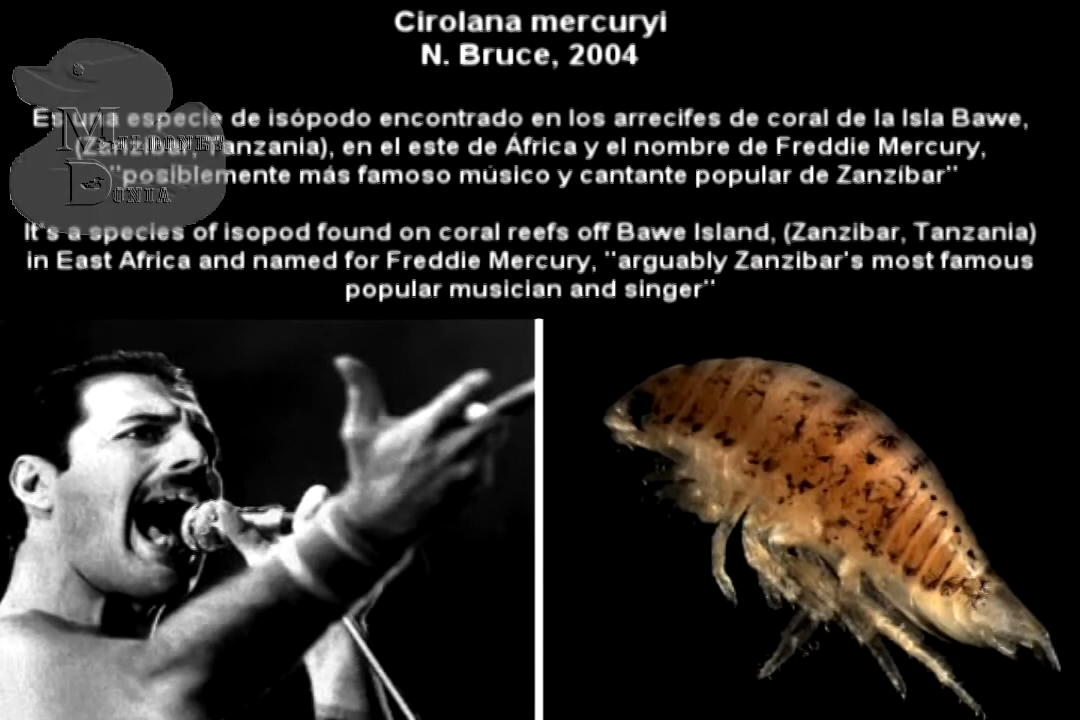 Cirolana mercuryi
N. Bruce, 2004
Es una especie de isópodo encontrado en los arrecifes de coral de la Isla Bawe,
(Zanzibar, Tanzania), en el este de África y el nombre de Freddie Mercury,
"posiblemente más famoso músico y cantante popular de Zanzíbar"
It's a species of isopod found on coral reefs off Bawe Island, (Zanzibar, Tanzania)
in East Africa and named for Freddie Mercury, "arguably Zanzibar's most famous
popular musician and singer"